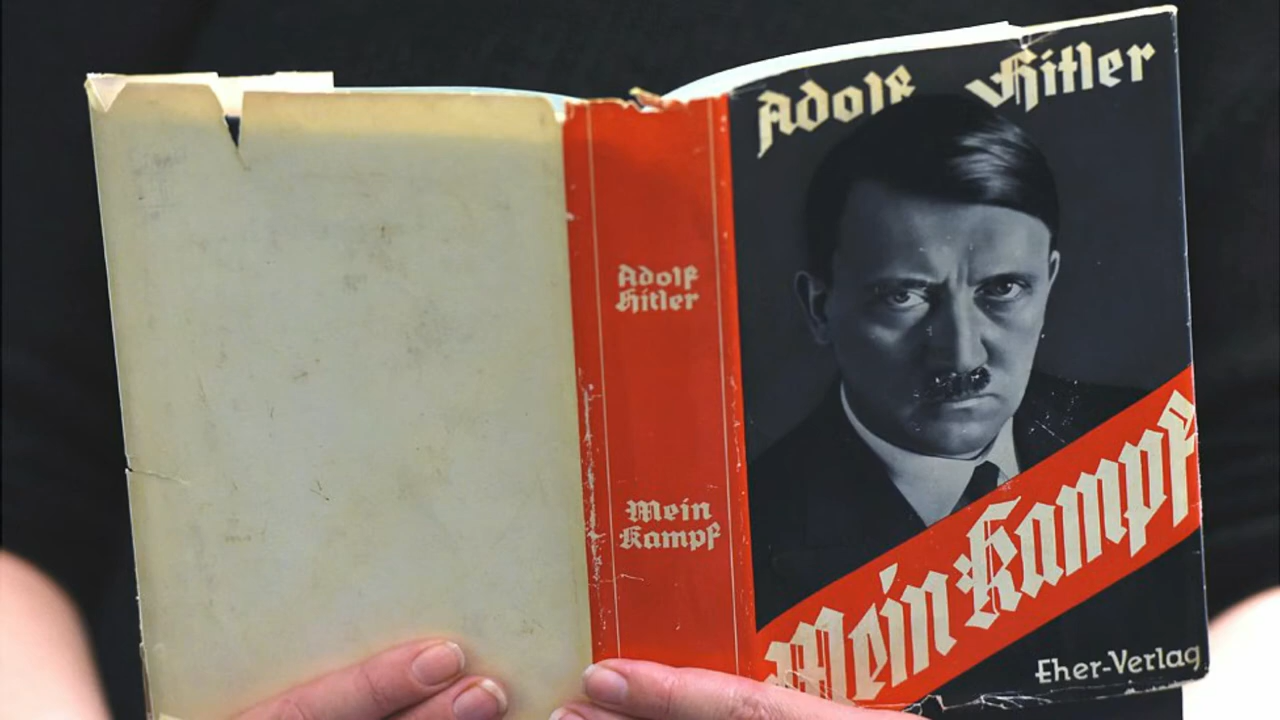 Adolf
Hitler
Mein
Kampf
Adolf Hitler
Mein Kampf
Eher-Verlag